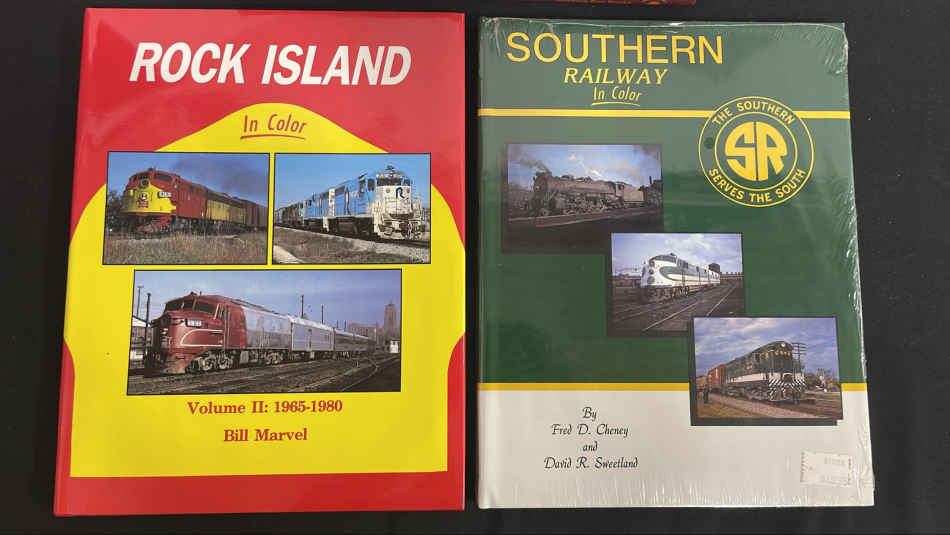 ROCK ISLAND
In Color
R
Volume II: 1965-1980
Bill Marvel
SOUTHERN
RAILWAY
In Color
THE SOUTHERN
SR
SERVES THE SOUTH
By
Fred D. Cheney
and
David R. Sweetland